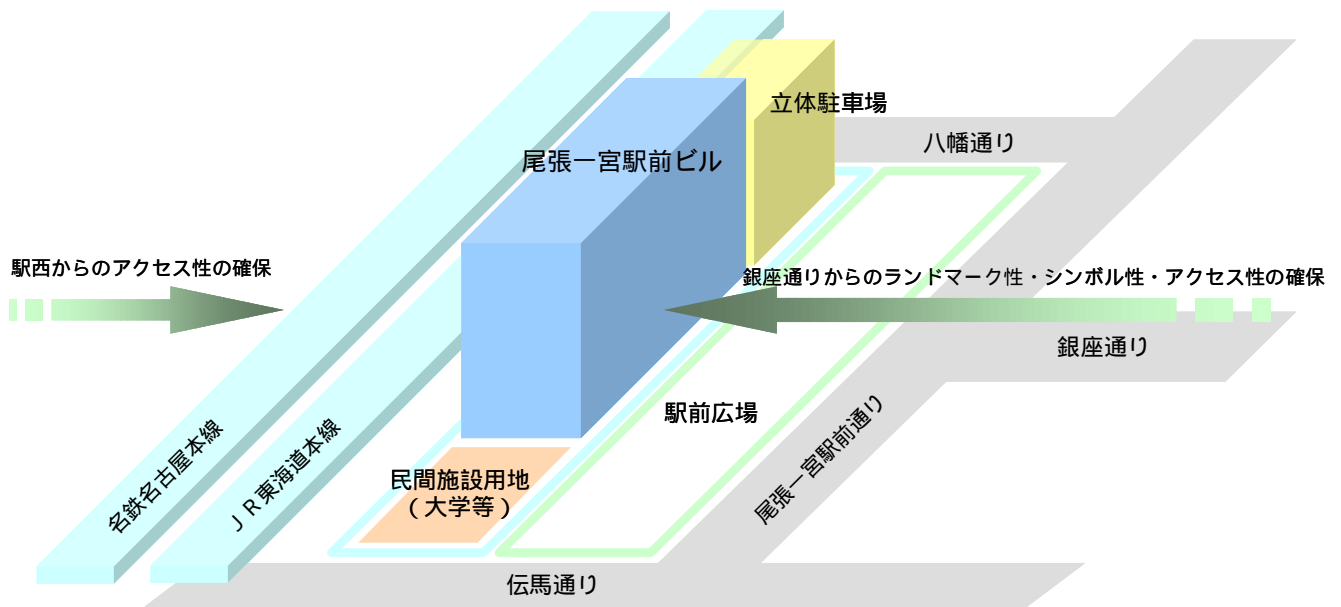 立体駐車場
八幡通り
尾張一宮駅前ビル
駅西からのアクセス性の確保
銀座通りからのランドマーク性・シンボル性・アクセス性の確保
銀座通り
駅前広場
尾張一宮駅前通り
名鉄名古屋本線
ＪＲ東海道本線
民間施設用地
（大学等）
伝馬通り